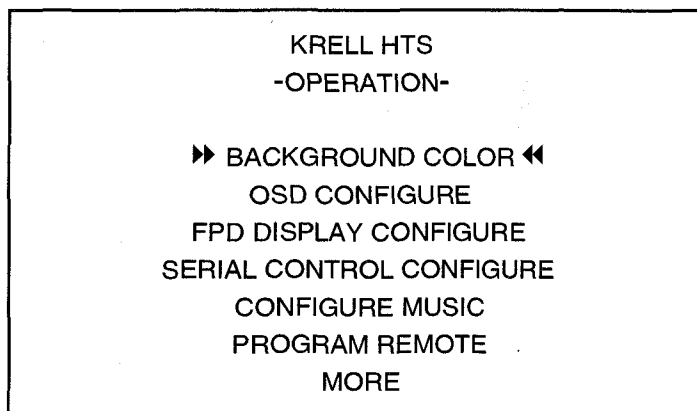 KRELL HTS
-OPERATION-
▶▶ BACKGROUND COLOR ◀◀
OSD CONFIGURE
FPD DISPLAY CONFIGURE
SERIAL CONTROL CONFIGURE
CONFIGURE MUSIC
PROGRAM REMOTE
MORE